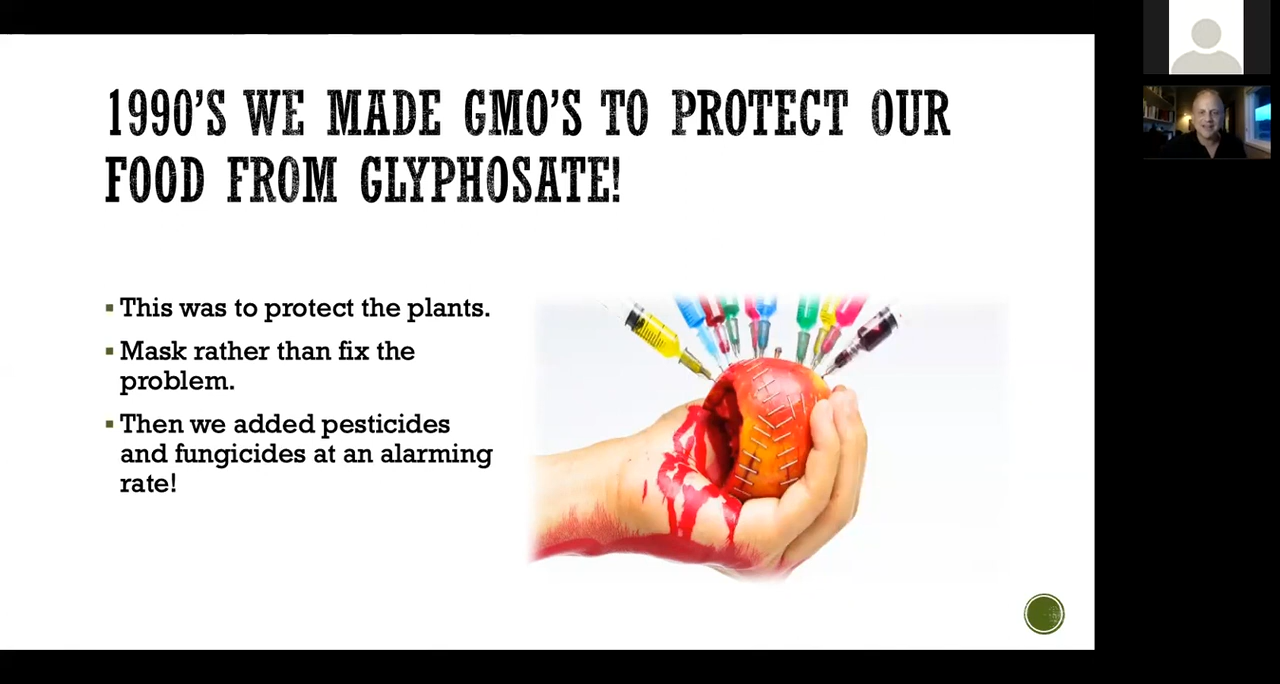 1990'S WE MADE GMO'S TO PROTECT OUR
FOOD FROM GLYPHOSATE!
▪ This was to protect the plants.
▪ Mask rather than fix the
problem.
▪ Then we added pesticides
and fungicides at an alarming
rate!